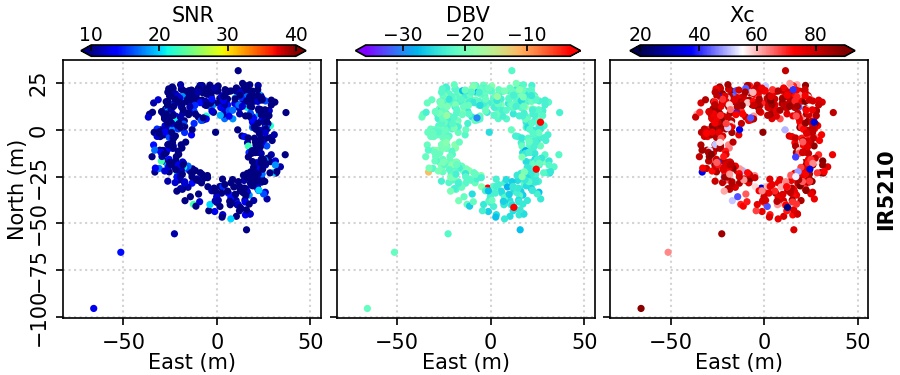 SNR DBV Xc
10 20 30 40 −30 −20 −10 20 40 60 80
25
0
−25
−50
−75
−100
North (m)
IR5210
−50 0 50 −50 0 50 −50 0 50
East (m) East (m) East (m)